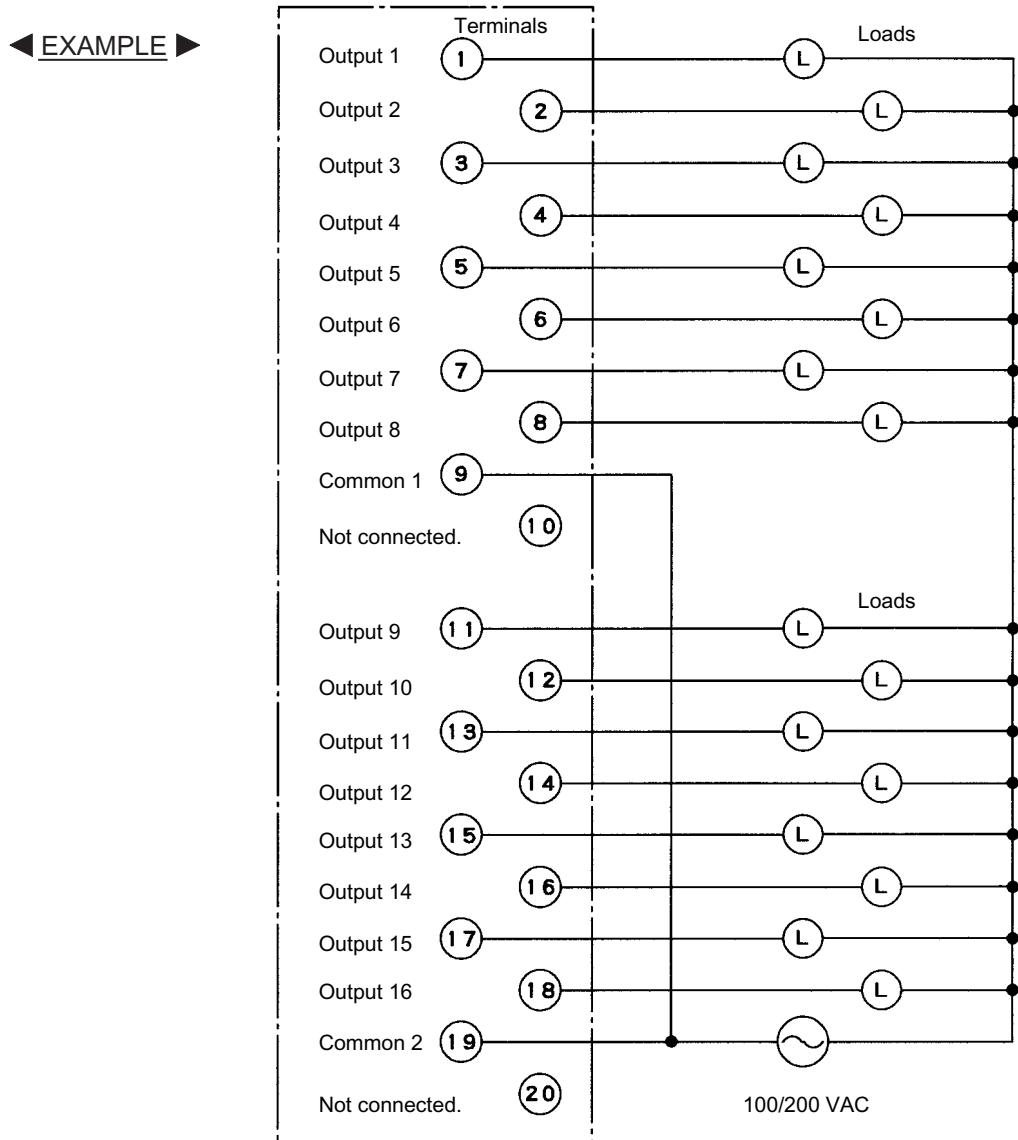 ◀ EXAMPLE ▶
Terminals
Loads
Output 1 1 L
Output 2 2 L
Output 3 3 L
Output 4 4 L
Output 5 5 L
Output 6 6 L
Output 7 7 L
Output 8 8 L
Common 1 9
Not connected. 10
Loads
Output 9 11 L
Output 10 12 L
Output 11 13 L
Output 12 14 L
Output 13 15 L
Output 14 16 L
Output 15 17 L
Output 16 18 L
Common 2 19
Not connected. 20
100/200 VAC